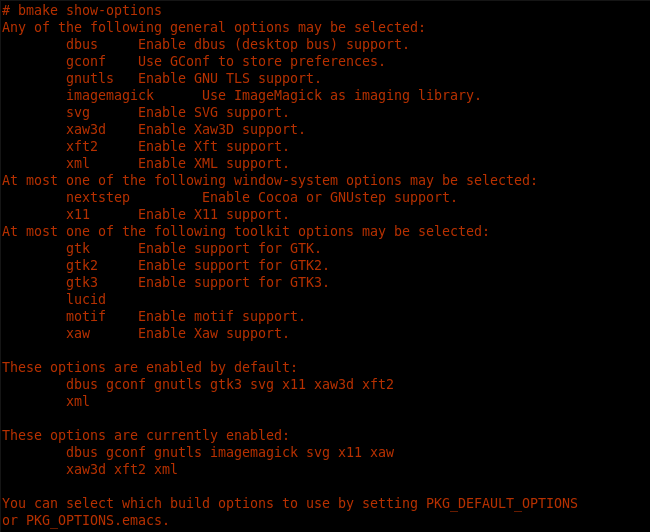 # bmake show-options
Any of the following general options may be selected:
dbus Enable dbus (desktop bus) support.
gconf Use GConf to store preferences.
gnutls Enable GNU TLS support.
imagemagick Use ImageMagick as imaging library.
svg Enable SVG support.
xaw3d Enable Xaw3D support.
xft2 Enable Xft support.
xml Enable XML support.
At most one of the following window-system options may be selected:
nextstep Enable Cocoa or GNUstep support.
x11 Enable X11 support.
At most one of the following toolkit options may be selected:
gtk Enable support for GTK.
gtk2 Enable support for GTK2.
gtk3 Enable support for GTK3.
lucid
motif Enable motif support.
xaw Enable Xaw support.
These options are enabled by default:
dbus gconf gnutls gtk3 svg x11 xaw3d xft2
xml
These options are currently enabled:
dbus gconf gnutls imagemagick svg x11 xaw
xaw3d xft2 xml
You can select which build options to use by setting PKG_DEFAULT_OPTIONS
or PKG_OPTIONS.emacs.